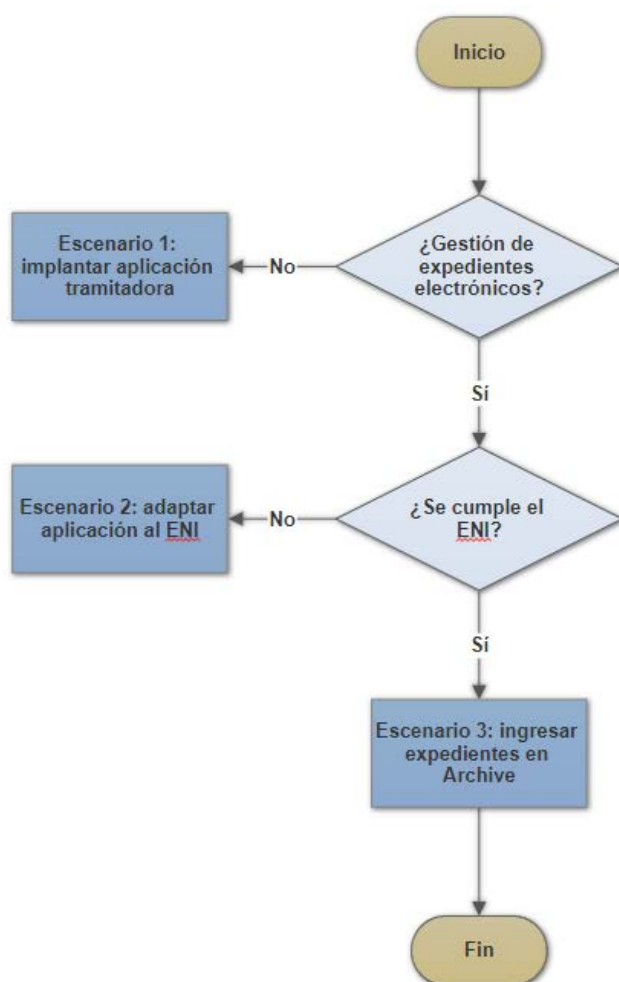 Inicio
¿Gestión de
expedientes
electrónicos?
No
Escenario 1:
implantar aplicación
tramitadora
Sí
¿Se cumple el
ENI?
No
Escenario 2: adaptar
aplicación al ENI
Sí
Escenario 3: ingresar
expedientes en
Archive
Fin